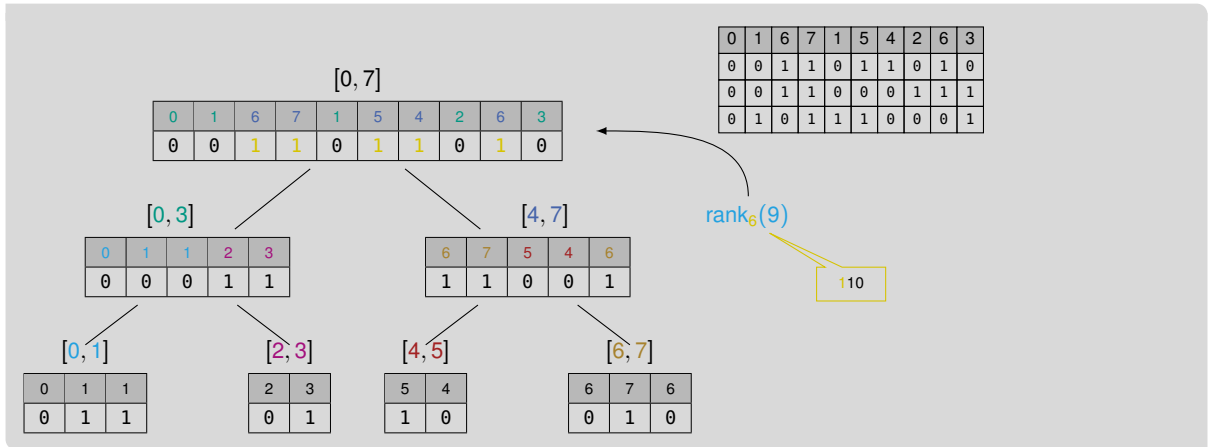 0 1 6 7 1 5 4 2 6 3
0 0 1 1 0 1 1 0 1 0
0 0 1 1 0 0 0 1 1 1
0 1 0 1 1 1 0 0 0 1
[0, 7]
0 1 6 7 1 5 4 2 6 3
0 0 1 1 0 1 1 0 1 0
[0, 3]
0 1 1 2 3
0 0 0 1 1
[4, 7]
6 7 5 4 6
1 1 0 0 1
rank6(9)
110
[0, 1]
0 1 1
0 1 1
[2, 3]
2 3
0 1
[4, 5]
5 4
1 0
[6, 7]
6 7 6
0 1 0